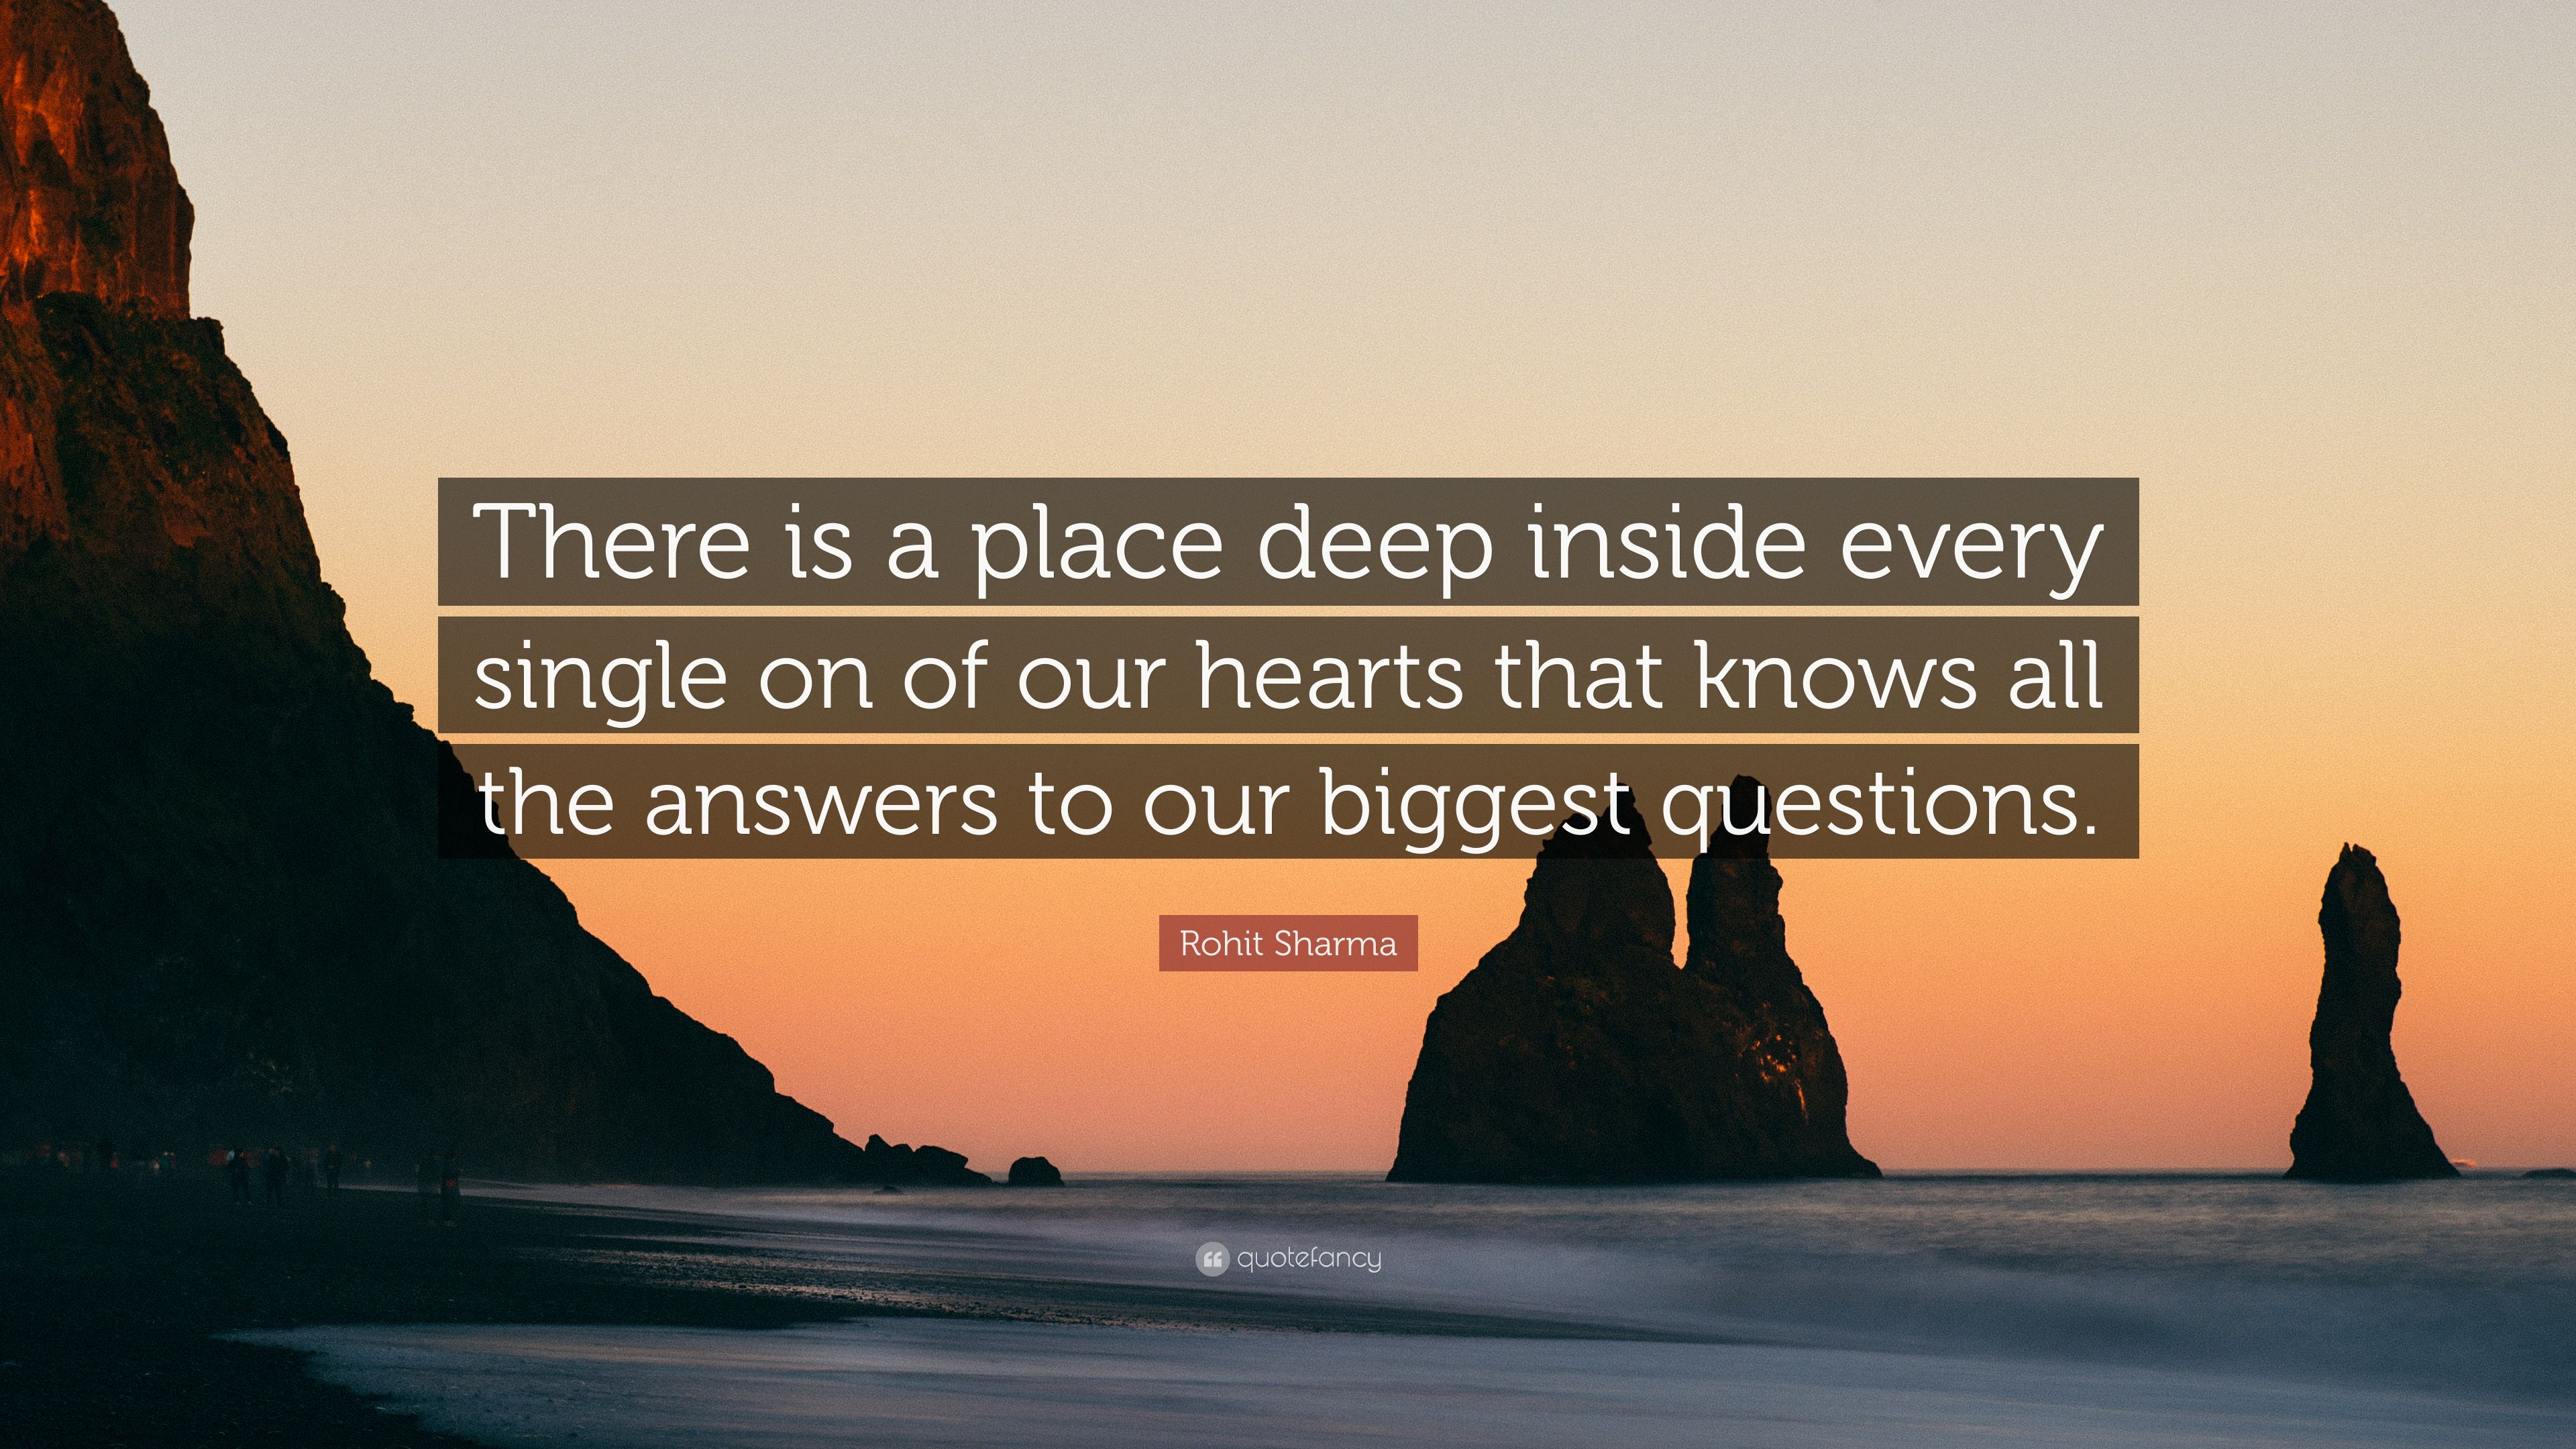 There is a place deep inside every
single on of our hearts that knows all
the answers to our biggest questions.
Rohit Sharma
quotefancy